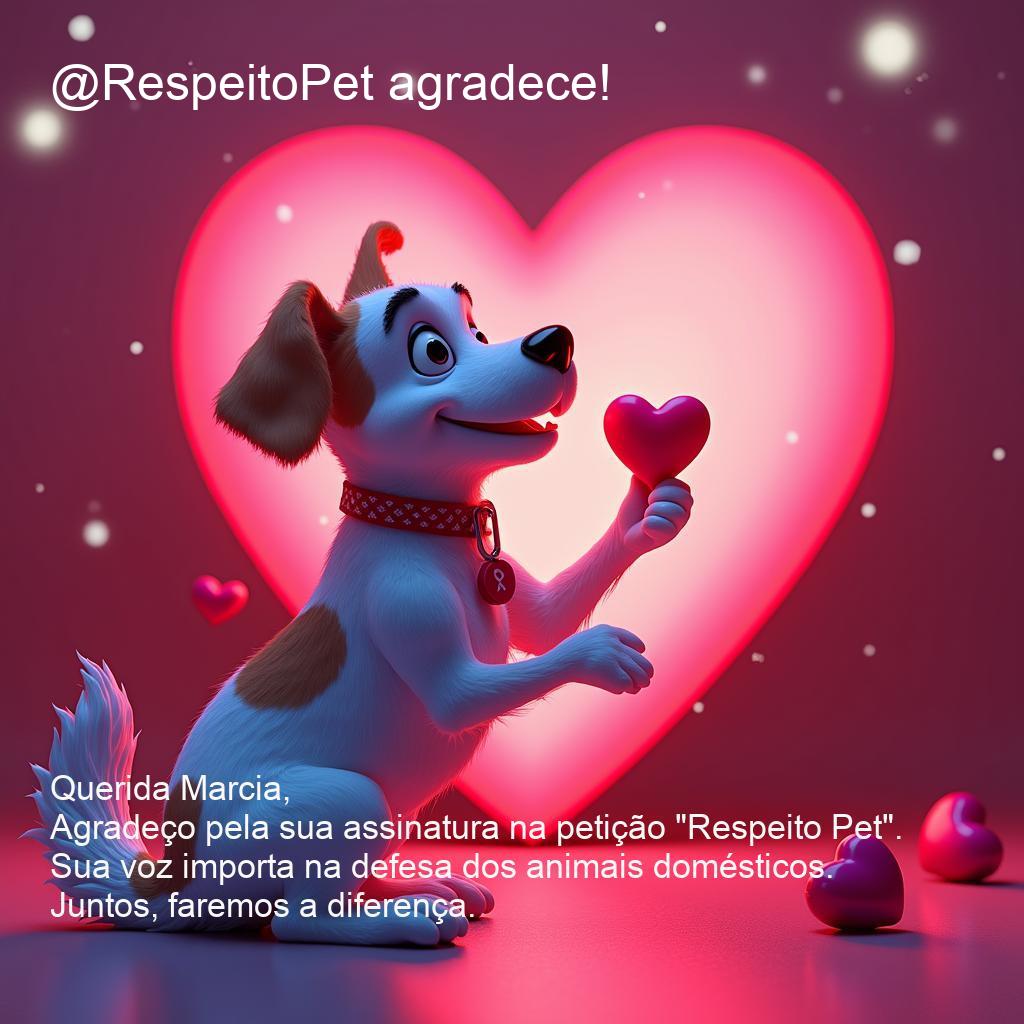 @RespeitoPet agradece!
Querida Marcia,
Agradeço pela sua assinatura na petição "Respeito Pet".
Sua voz importa na defesa dos animais domésticos.
Juntos, faremos a diferença.